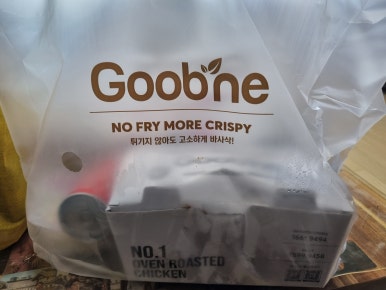 Goobne
NO FRY MORE CRISPY
튀기지 않아도 고소하게 바사삭!
NO.1
OVEN ROASTED
CHICKEN